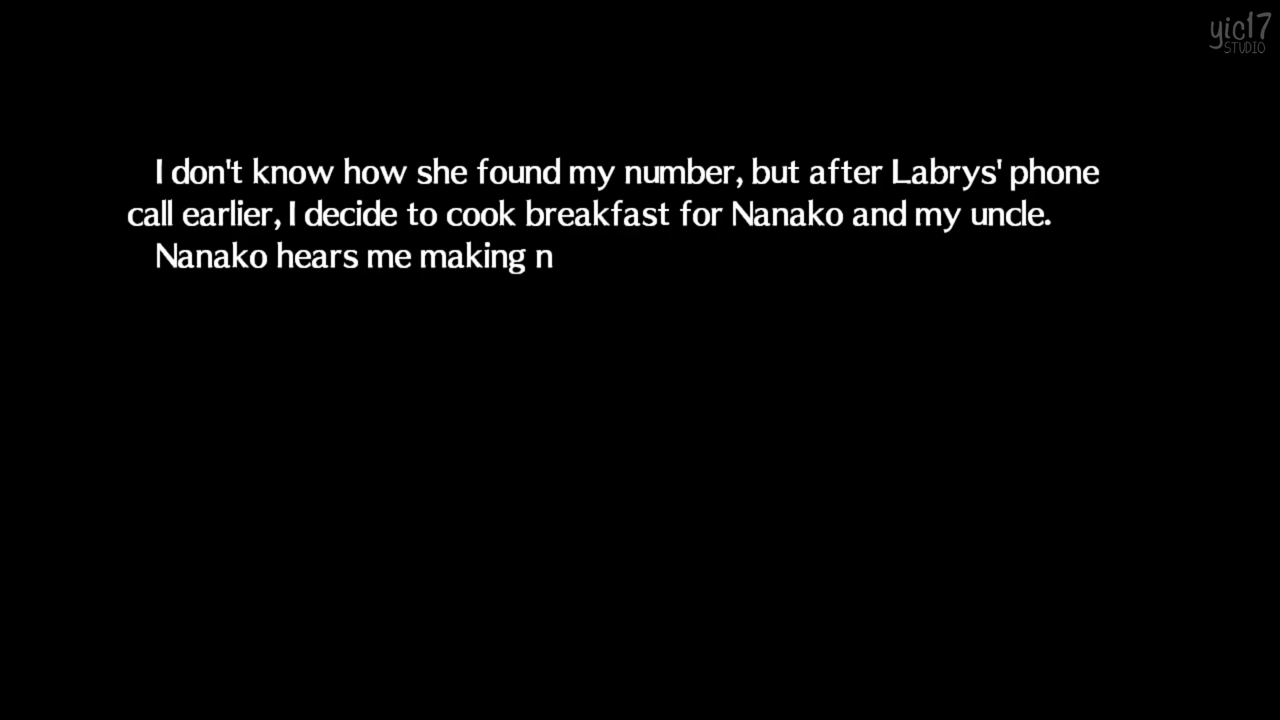 yic17
STUDIO
I don't know how she found my number, but after Labrys' phone
call earlier, I decide to cook breakfast for Nanako and my uncle.
Nanako hears me making n